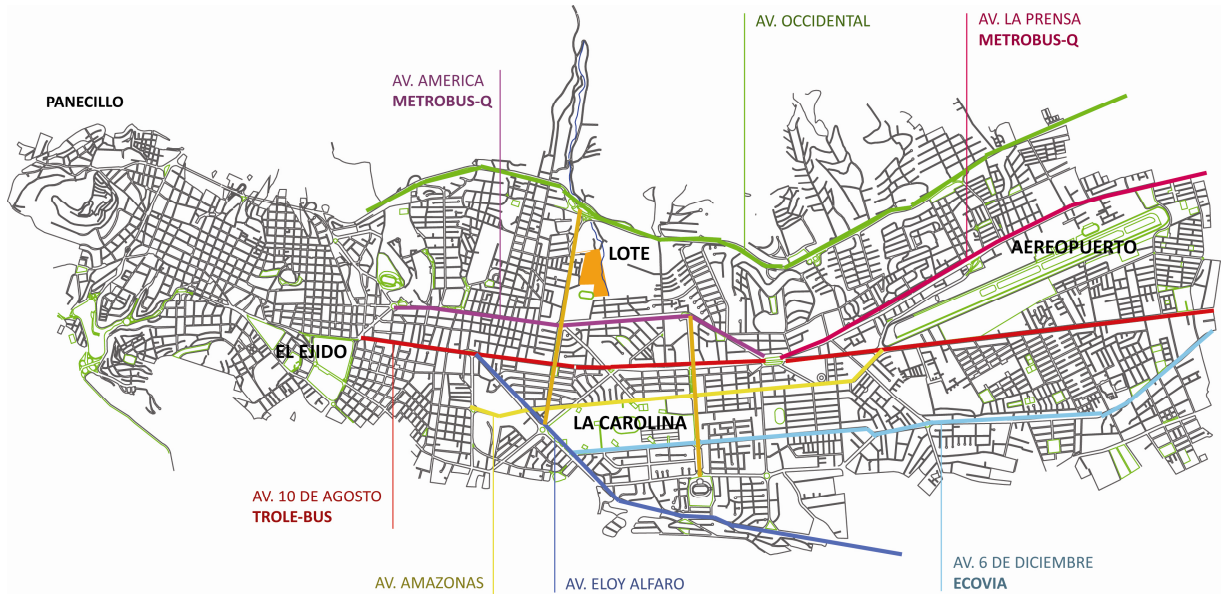 AV. OCCIDENTAL
AV. LA PRENSA
METROBUS-Q
AV. AMERICA
METROBUS-Q
PANECILLO
AEREOPUERTO
LOTE
EL EJIDO
LA CAROLINA
AV. 10 DE AGOSTO
TROLE-BUS
AV. AMAZONAS
AV. ELOY ALFARO
AV. 6 DE DICIEMBRE
ECOVIA